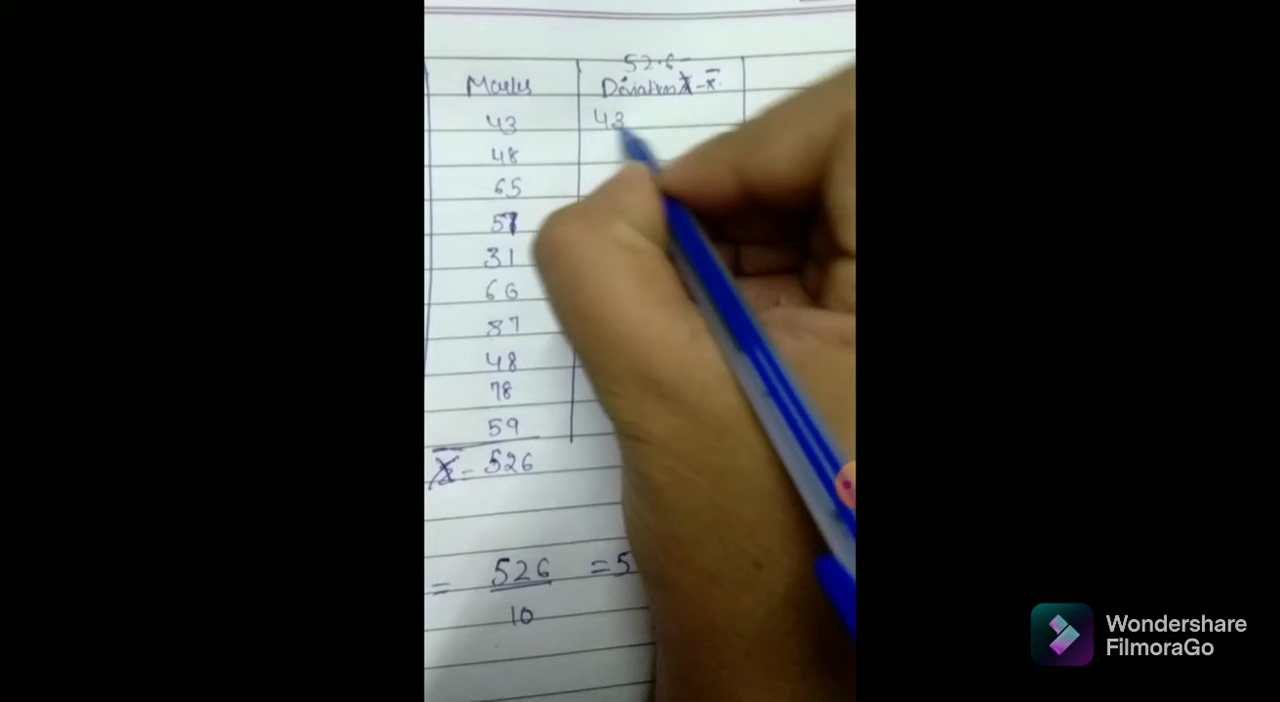 52.6
Marks Deviation X - x̄
43 43
48
65
57
31
66
87
48
78
59
X̄ = 526
= 526 = 5
10
Wondershare
FilmoraGo